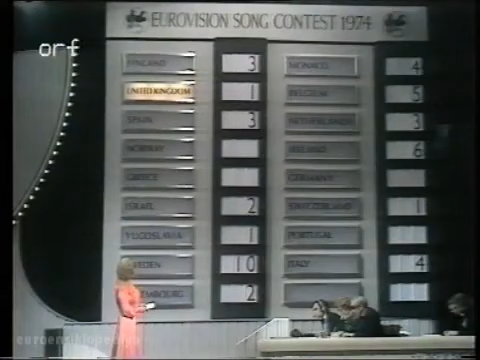 EUROVISION SONG CONTEST 1974
orf
FINLAND 3
UNITED KINGDOM 1
SPAIN 3
NORWAY
GREECE
ISRAEL 2
YUGOSLAVIA 1
SWEDEN 10
LUXEMBOURG 2
MONACO 4
BELGIUM 5
NETHERLANDS 3
IRELAND 6
GERMANY
SWITZERLAND 1
PORTUGAL
ITALY 4